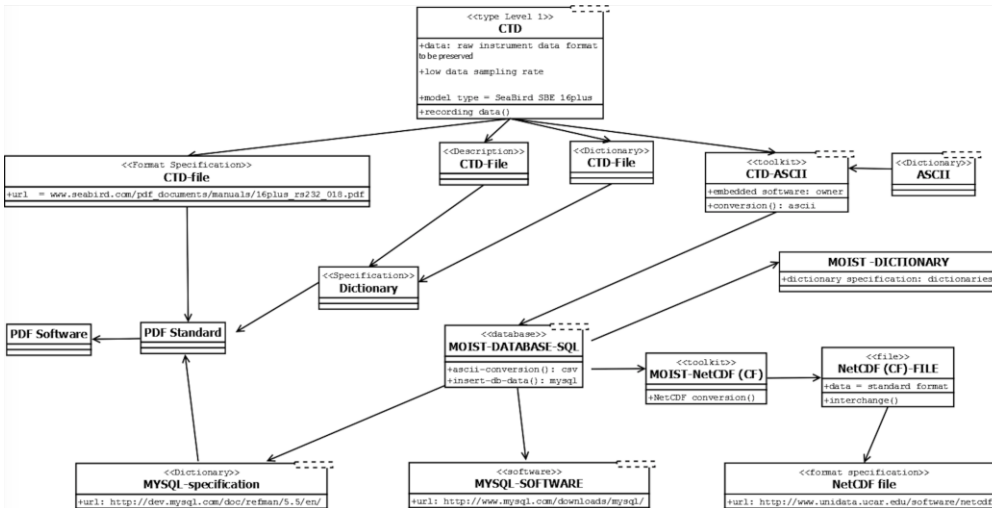 <<type Level 1>>
CTD
+data: raw instrument data format
to be preserved
+low data sampling rate
+model type = SeaBird SBE 16plus
+recording data()
<<Format Specification>>
CTD-file
+url = www.seabird.com/pdf_documents/manuals/16plus_rs232_018.pdf
<<Description>>
CTD-File
<<Dictionary>>
CTD-File
<<toolkit>>
CTD-ASCII
+embedded software: owner
+conversion(): ascii
<<Dictionary>>
ASCII
<<Specification>>
Dictionary
MOIST -DICTIONARY
+dictionary specification: dictionaries
PDF Software
PDF Standard
<<database>>
MOIST-DATABASE-SQL
+ascii-conversion(): csv
+insert-db-data(): mysql
<<toolkit>>
MOIST-NetCDF (CF)
+NetCDF conversion()
<<file>>
NetCDF (CF)-FILE
+data = standard format
+interchange()
<<Dictionary>>
MYSQL-specification
+url: http://dev.mysql.com/doc/refman/5.5/en/
<<software>>
MYSQL-SOFTWARE
+url: http://www.mysql.com/downloads/mysql/
<<format specification>>
NetCDF file
+url: http://www.unidata.ucar.edu/software/netcdf